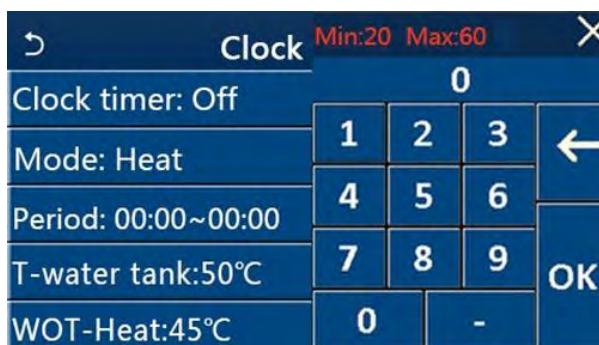 Clock
Clock timer: Off
Mode: Heat
Period: 00:00~00:00
T-water tank:50℃
WOT-Heat:45℃
Min:20 Max:60
0
1 2 3
4 5 6
7 8 9
OK
0 -